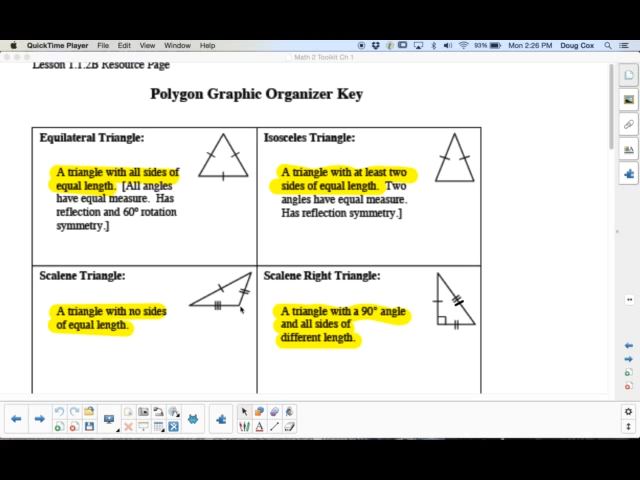 QuickTime Player File Edit View Window Help 93% Mon 2:26 PM Doug Cox
Math 2 Toolkit Ch 1
Lesson 1.1.2B Resource Page
Polygon Graphic Organizer Key
Equilateral Triangle:
A triangle with all sides of
equal length. [All angles
have equal measure. Has
reflection and 60° rotation
symmetry.]
Isosceles Triangle:
A triangle with at least two
sides of equal length. Two
angles have equal measure.
Has reflection symmetry.]
Scalene Triangle:
A triangle with no sides
of equal length.
Scalene Right Triangle:
A triangle with a 90° angle
and all sides of
different length.